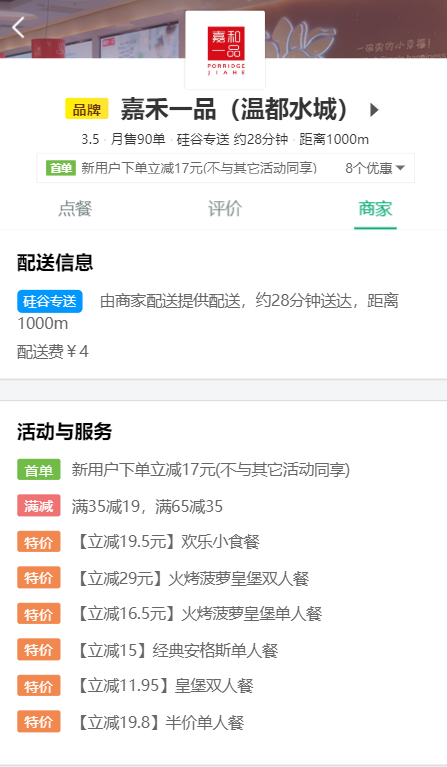 一碗粥的小幸福!
嘉和
一品
PORRIDGE
JIAHE
品牌 嘉禾一品（温都水城）
3.5 · 月售90单 · 硅谷专送 约28分钟 · 距离1000m
首单 新用户下单立减17元(不与其它活动同享) 8个优惠
点餐 评价 商家
配送信息
硅谷专送 由商家配送提供配送，约28分钟送达，距离
1000m
配送费￥4
活动与服务
首单 新用户下单立减17元(不与其它活动同享)
满减 满35减19，满65减35
特价 【立减19.5元】欢乐小食餐
特价 【立减29元】火烤菠萝皇堡双人餐
特价 【立减16.5元】火烤菠萝皇堡单人餐
特价 【立减15】经典安格斯单人餐
特价 【立减11.95】皇堡双人餐
特价 【立减19.8】半价单人餐